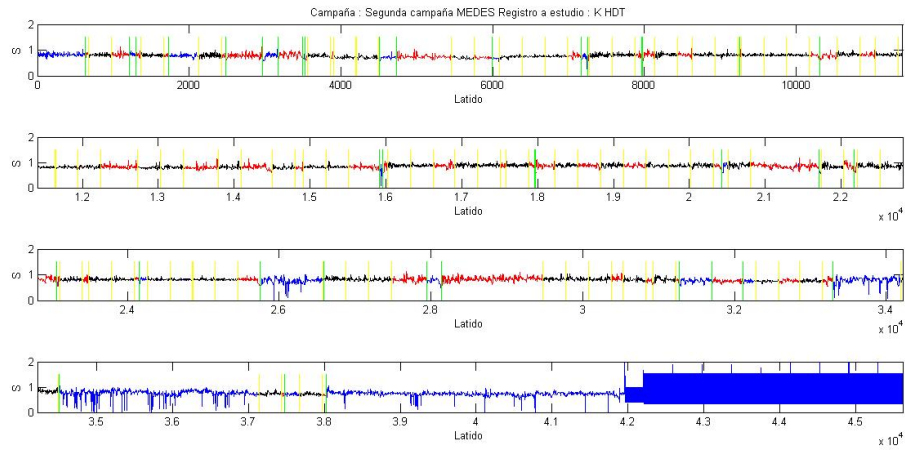 Campaña : Segunda campaña MEDES Registro a estudio : K HDT
2
S 1
0
0 2000 4000 6000 8000 10000
Latido
2
S 1
0
1.2 1.3 1.4 1.5 1.6 1.7 1.8 1.9 2 2.1 2.2
Latido
x 10^4
2
S 1
0
2.4 2.6 2.8 3 3.2 3.4
Latido
x 10^4
2
S 1
0
3.5 3.6 3.7 3.8 3.9 4 4.1 4.2 4.3 4.4 4.5
Latido
x 10^4